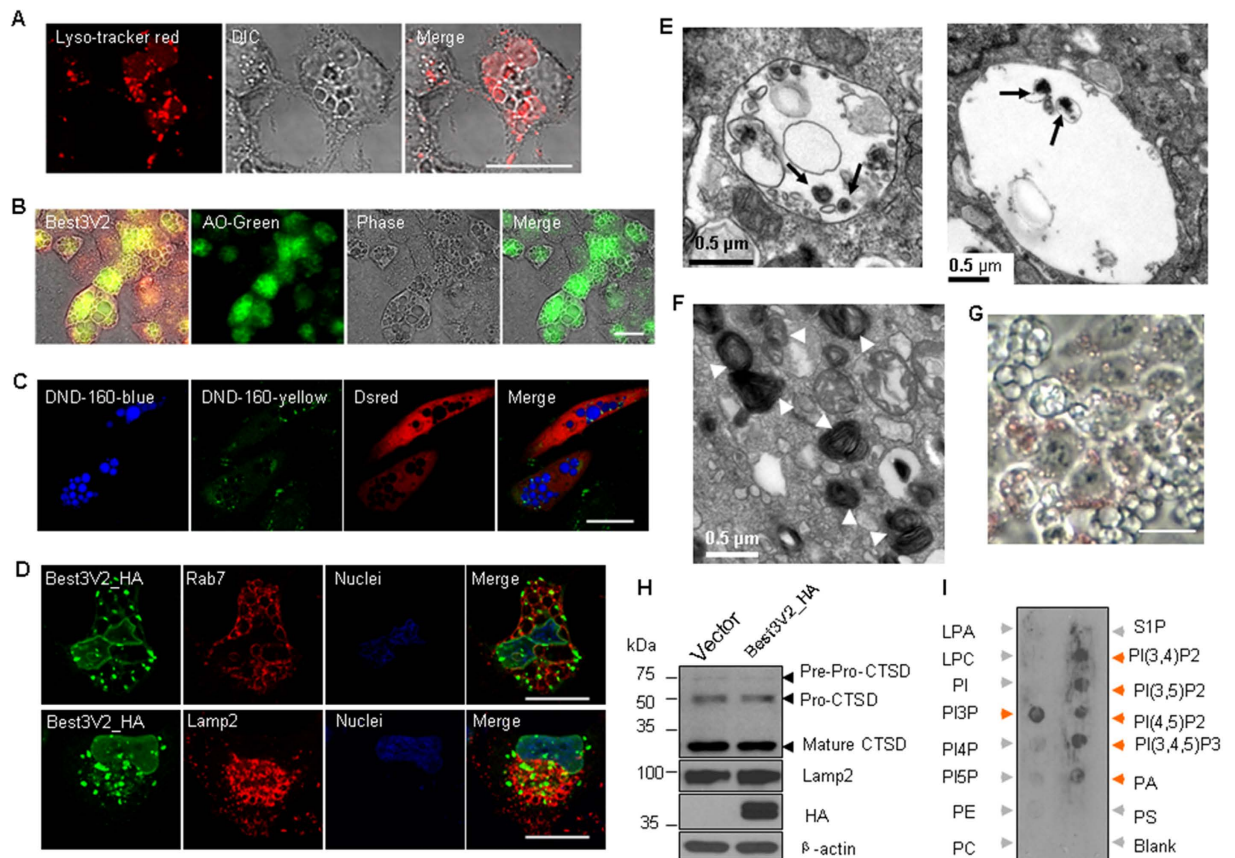 A
Lyso-tracker red
DIC
Merge
B
Best3V2
AO-Green
Phase
Merge
C
DND-160-blue
DND-160-yellow
Dsred
Merge
D
Best3V2_HA
Rab7
Nuclei
Merge
Best3V2_HA
Lamp2
Nuclei
Merge
E
0.5 µm
0.5 µm
F
0.5 µm
G
H
Vector
Best3V2_HA
kDa
75
50
35
100
35
Pre-Pro-CTSD
Pro-CTSD
Mature CTSD
Lamp2
HA
β-actin
I
LPA
LPC
PI
PI3P
PI4P
PI5P
PE
PC
S1P
PI(3,4)P2
PI(3,5)P2
PI(4,5)P2
PI(3,4,5)P3
PA
PS
Blank